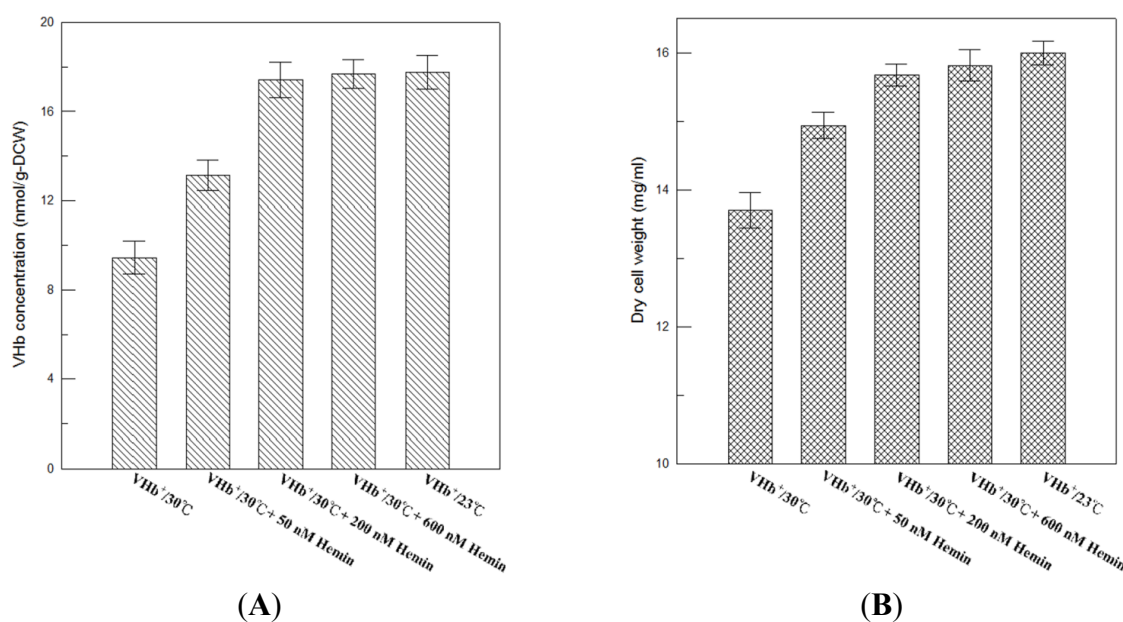 20
16
12
8
4
0
VHb concentration (nmol/g-DCW)
VHb⁺/30℃
VHb⁺/30℃+ 50 nM Hemin
VHb⁺/30℃+ 200 nM Hemin
VHb⁺/30℃+ 600 nM Hemin
VHb⁺/23℃
(A)
16
14
12
10
Dry cell weight (mg/ml)
VHb⁺/30℃
VHb⁺/30℃+ 50 nM Hemin
VHb⁺/30℃+ 200 nM Hemin
VHb⁺/30℃+ 600 nM Hemin
VHb⁺/23℃
(B)